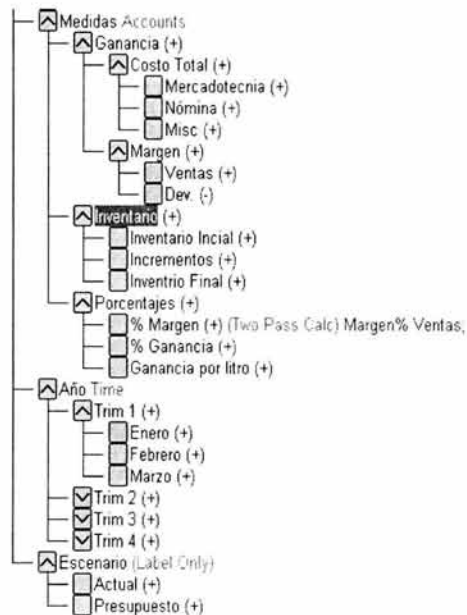 Medidas Accounts
Ganancia (+)
Costo Total (+)
Mercadotecnia (+)
Nómina (+)
Misc (+)
Margen (+)
Ventas (+)
Dev. (-)
Inventario (+)
Inventario Incial (+)
Incrementos (+)
Inventrio Final (+)
Porcentajes (+)
% Margen (+) (Two Pass Calc) Margen% Ventas;
% Ganancia (+)
Ganancia por litro (+)
Año Time
Trim 1 (+)
Enero (+)
Febrero (+)
Marzo (+)
Trim 2 (+)
Trim 3 (+)
Trim 4 (+)
Escenario (Label Only)
Actual (+)
Presupuesto (+)